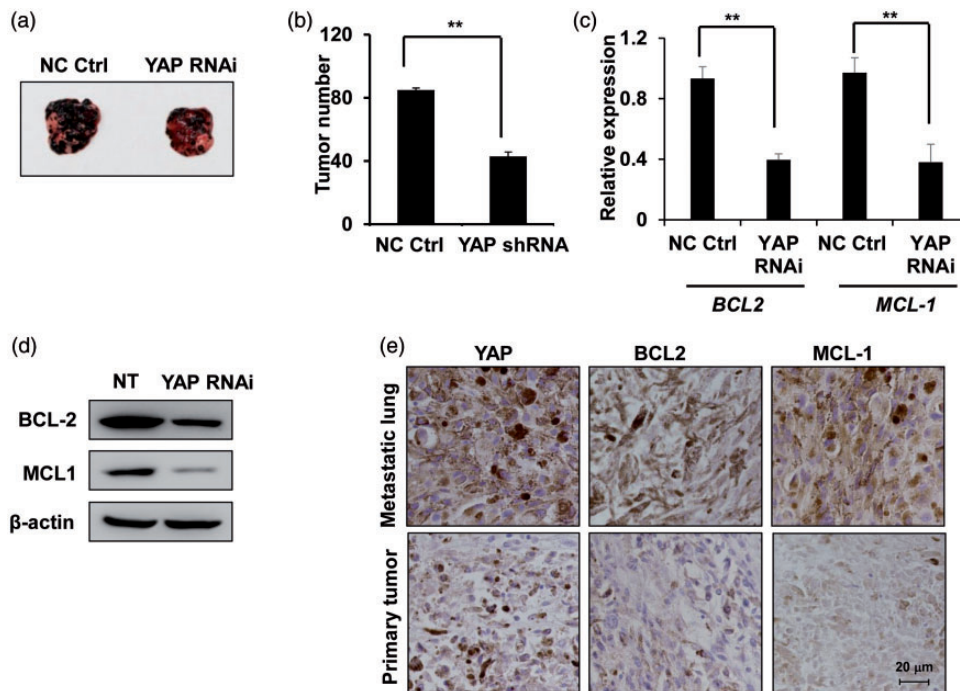 (a)
NC Ctrl YAP RNAi
(b)
**
Tumor number
120
80
40
0
NC Ctrl YAP shRNA
(c)
** **
Relative expression
1.2
0.8
0.4
0
NC Ctrl YAP RNAi NC Ctrl YAP RNAi
BCL2 MCL-1
(d)
NT YAP RNAi
BCL-2
MCL1
β-actin
(e)
YAP BCL2 MCL-1
Metastatic lung
Primary tumor
20 μm